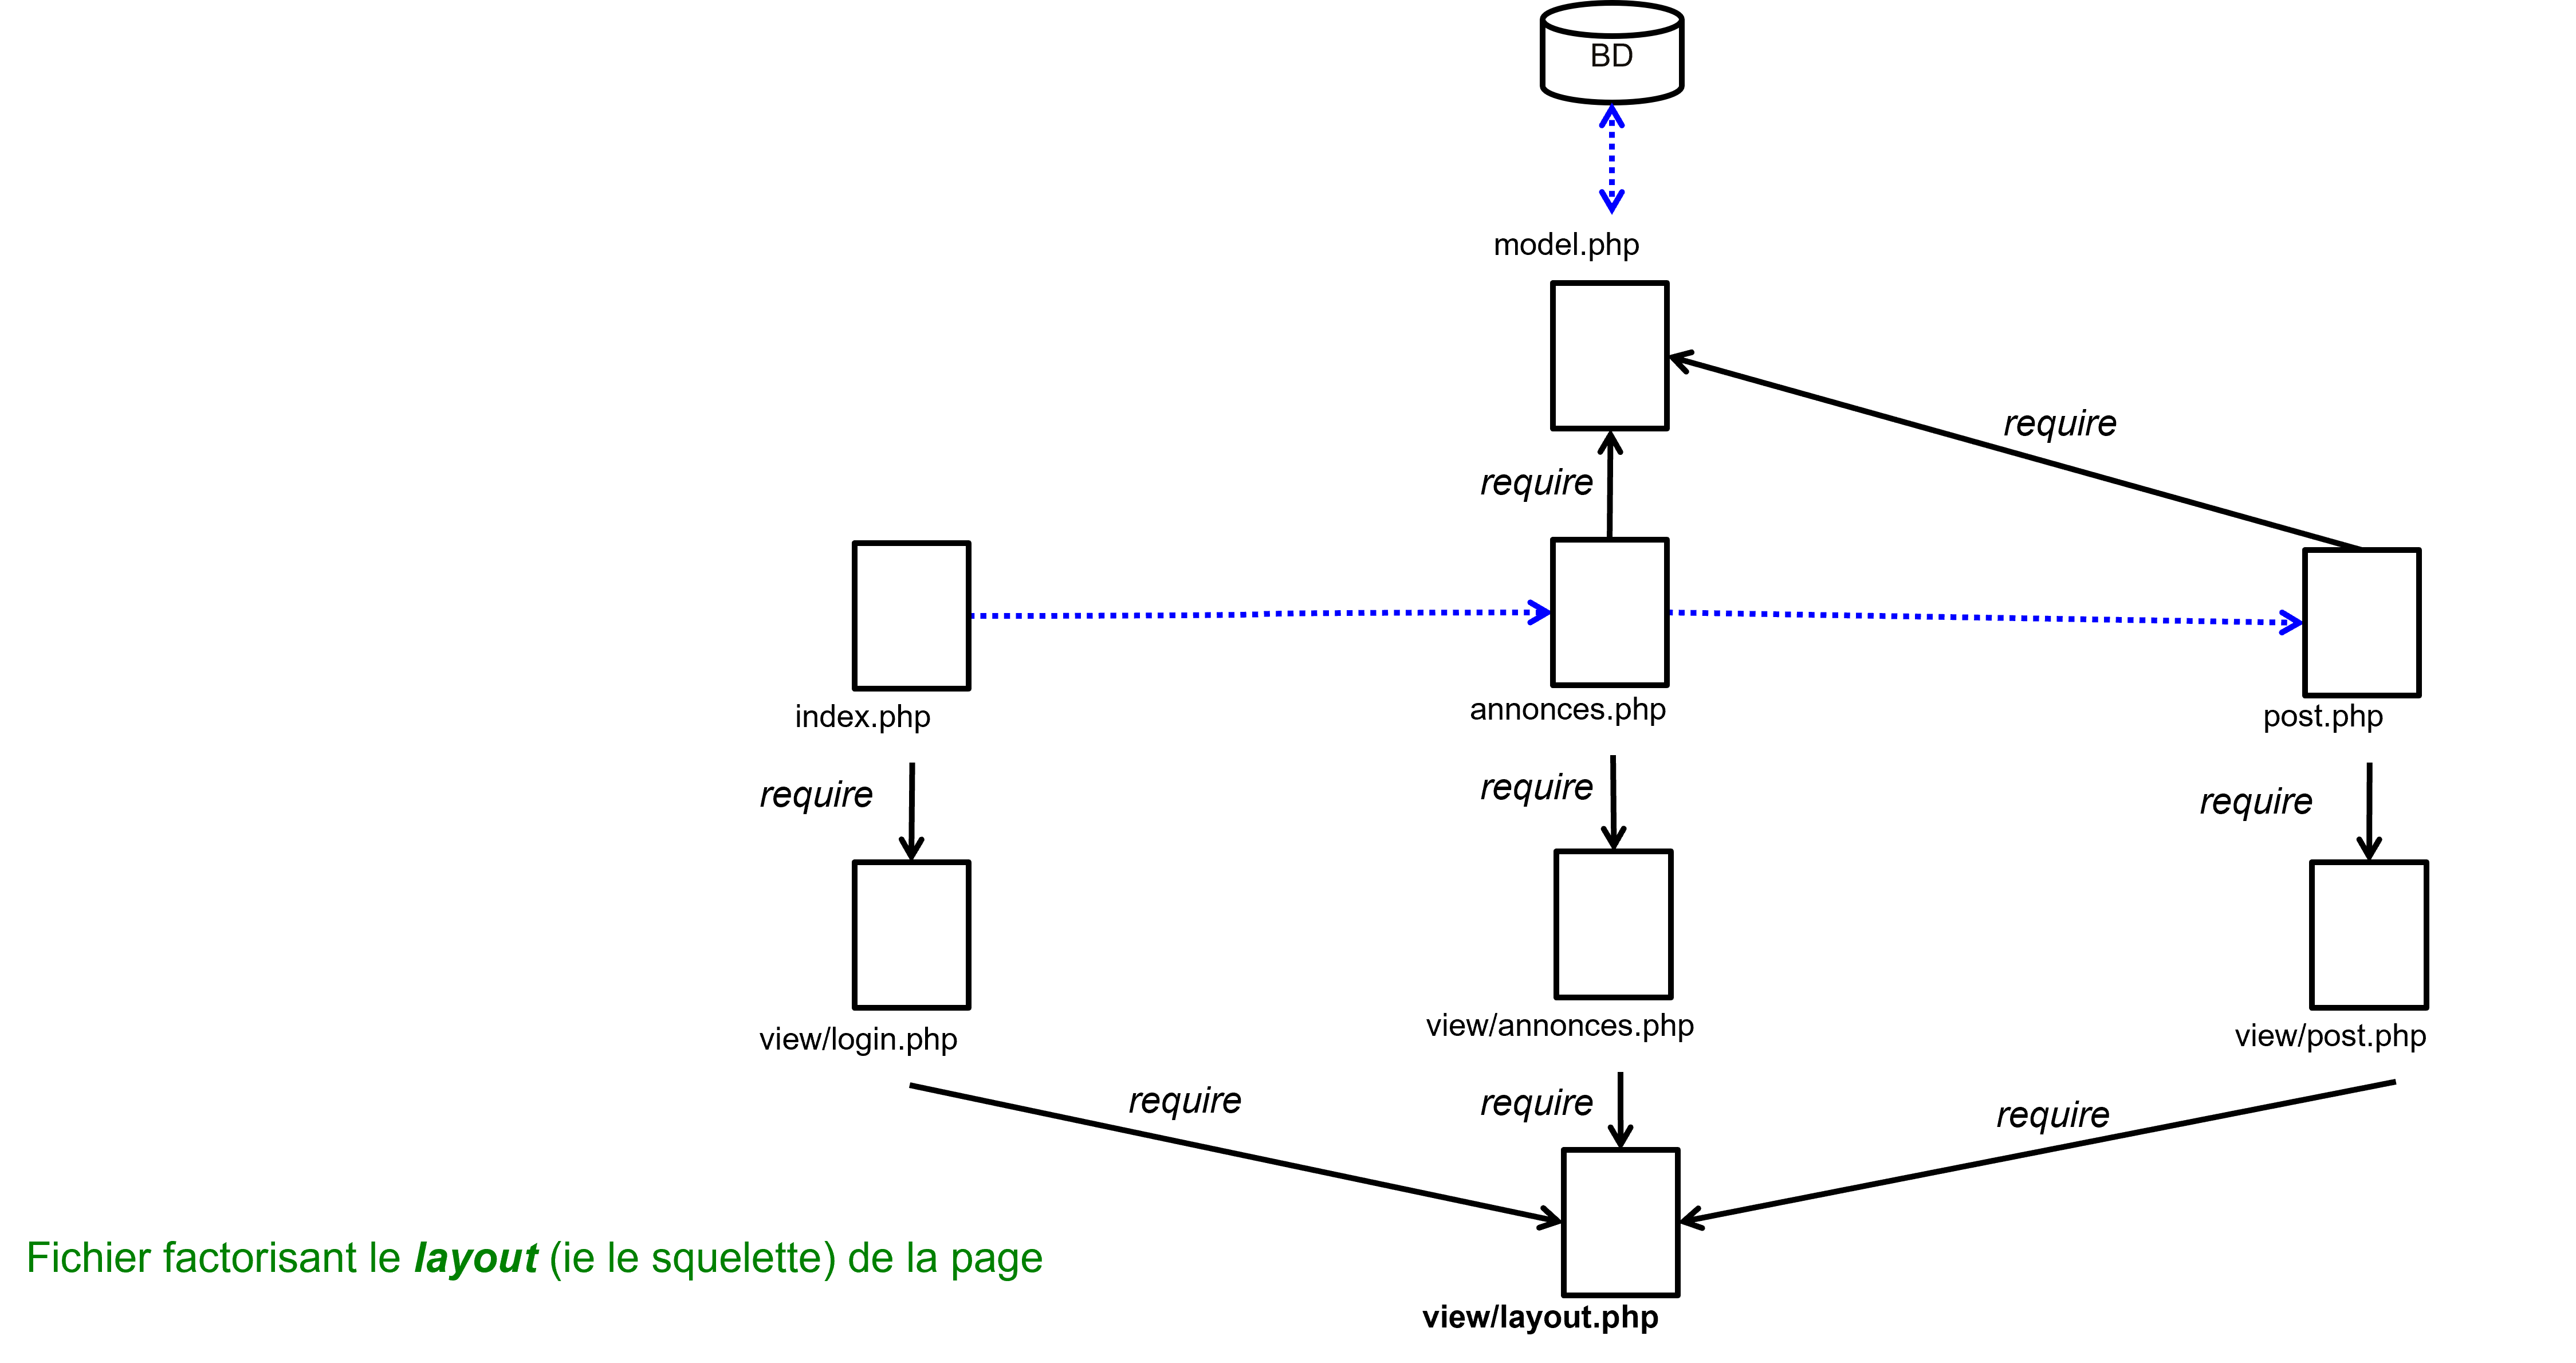 BD
model.php
require
require
index.php
annonces.php
post.php
require
require
require
view/login.php
view/annonces.php
view/post.php
require
require
require
Fichier factorisant le layout (ie le squelette) de la page
view/layout.php